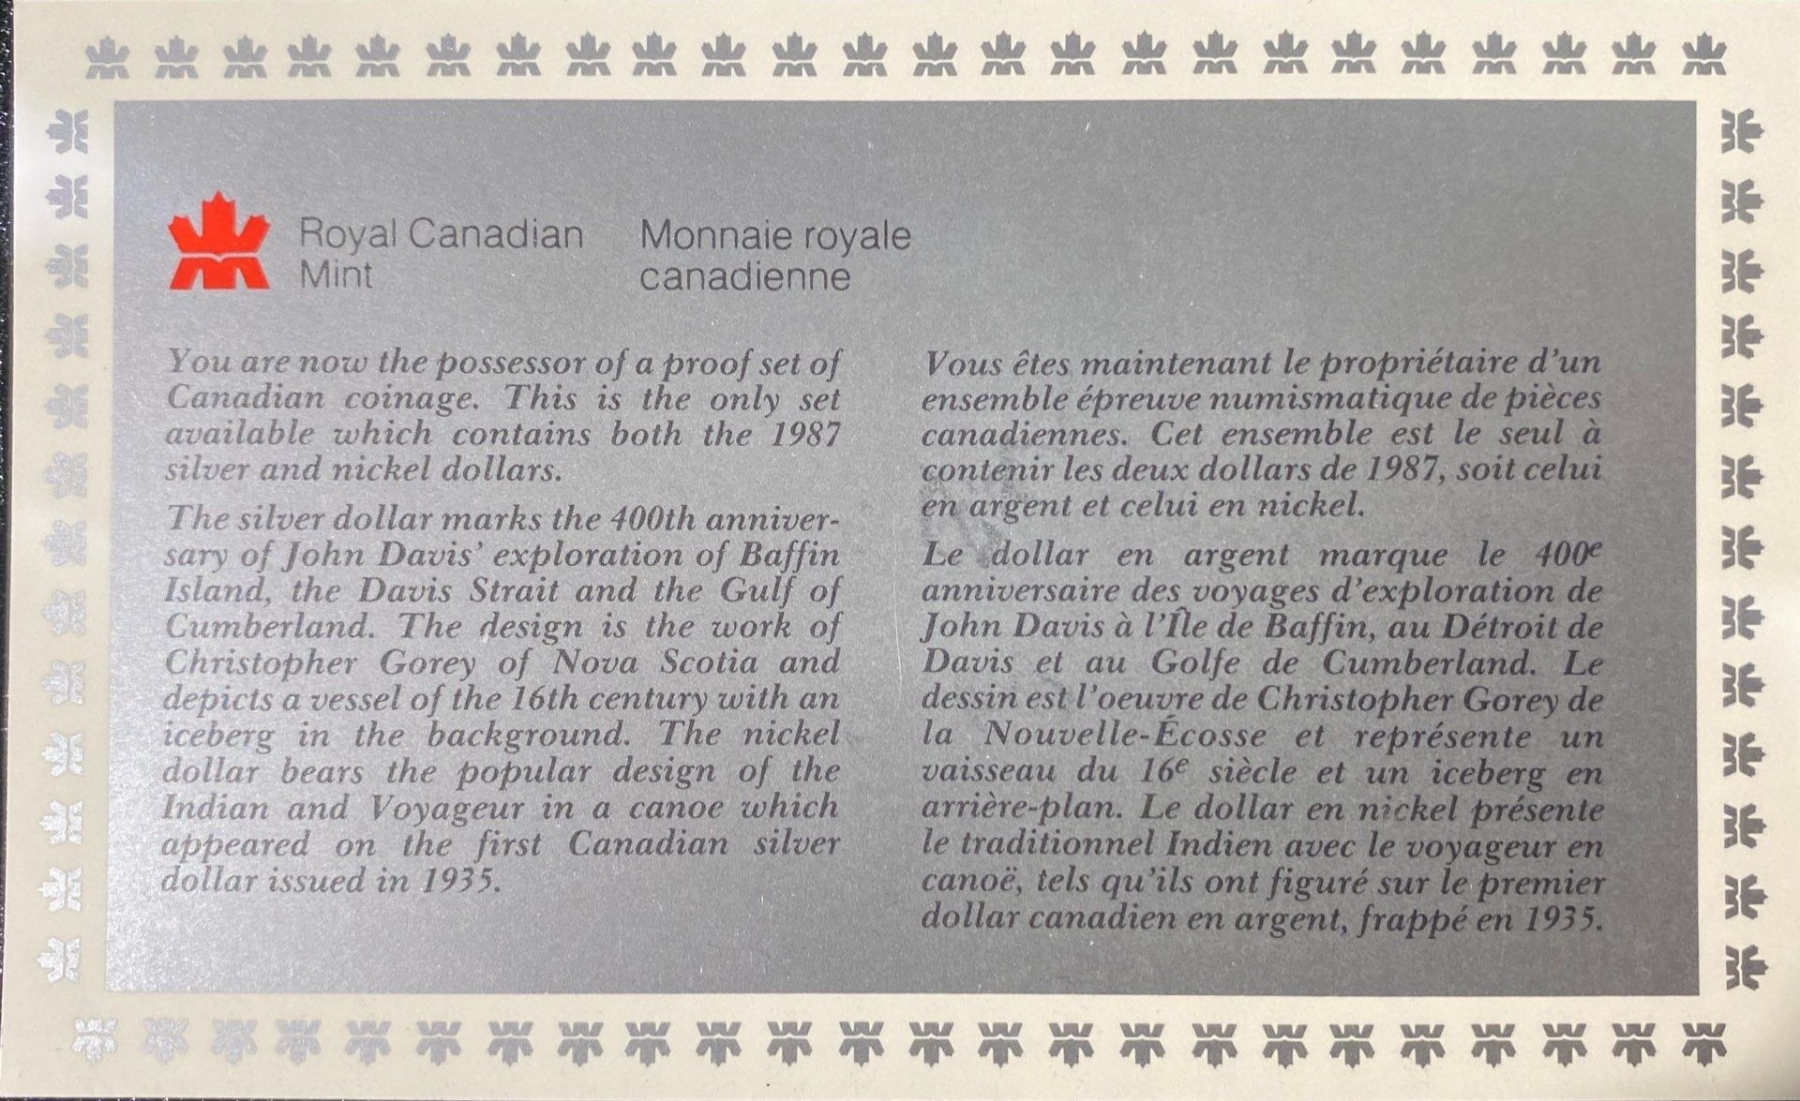 Royal Canadian
Mint
Monnaie royale
canadienne
You are now the possessor of a proof set of
Canadian coinage. This is the only set
available which contains both the 1987
silver and nickel dollars.
The silver dollar marks the 400th anniver-
sary of John Davis' exploration of Baffin
Island, the Davis Strait and the Gulf of
Cumberland. The design is the work of
Christopher Gorey of Nova Scotia and
depicts a vessel of the 16th century with an
iceberg in the background. The nickel
dollar bears the popular design of the
Indian and Voyageur in a canoe which
appeared on the first Canadian silver
dollar issued in 1935.
Vous êtes maintenant le propriétaire d'un
ensemble épreuve numismatique de pièces
canadiennes. Cet ensemble est le seul à
contenir les deux dollars de 1987, soit celui
en argent et celui en nickel.
Le dollar en argent marque le 400e
anniversaire des voyages d'exploration de
John Davis à l'Île de Baffin, au Détroit de
Davis et au Golfe de Cumberland. Le
dessin est l'oeuvre de Christopher Gorey de
la Nouvelle-Écosse et représente un
vaisseau du 16e siècle et un iceberg en
arrière-plan. Le dollar en nickel présente
le traditionnel Indien avec le voyageur en
canoë, tels qu'ils ont figuré sur le premier
dollar canadien en argent, frappé en 1935.